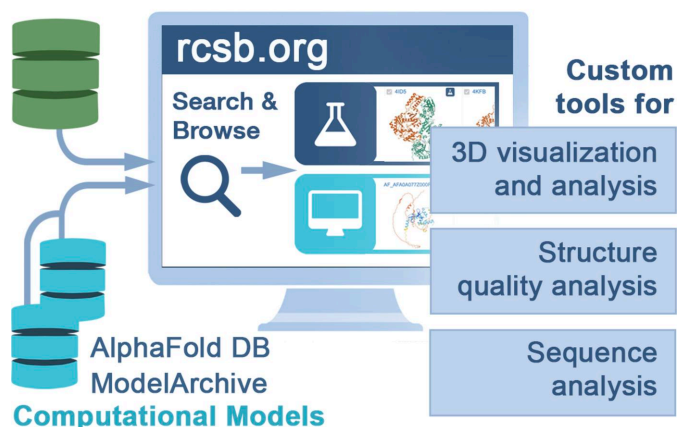 rcsb.org
Search &
Browse
4ID8
4KFB
Custom
tools for
3D visualization
and analysis
Structure
quality analysis
Sequence
analysis
AlphaFold DB
ModelArchive
Computational Models